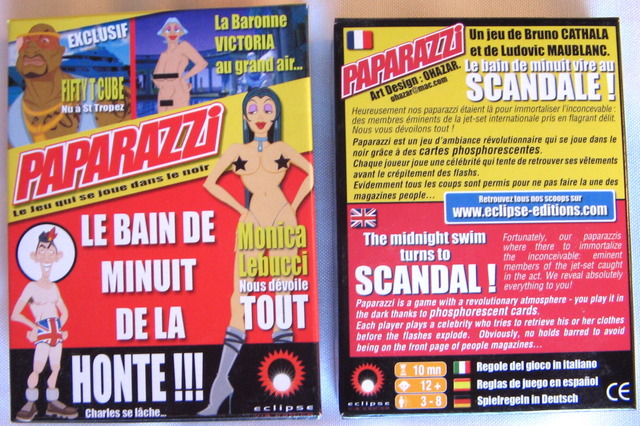 EXCLUSIF
FIFTY T CUBE
Nu à St Tropez
La Baronne
VICTORIA
au grand air...
PAPARAZZi
Le jeu qui se joue dans le noir
LE BAIN DE
MINUIT
DE LA
HONTE !!!
Charles se lâche...
Monica
Lebucci
Nous dévoile
TOUT
eclipse
PAPARAZZi
Art Design : OHAZAR.
ohazar@mac.com
Un jeu de Bruno CATHALA
et de Ludovic MAUBLANC.
Le bain de minuit vire au
SCANDALE !
Heureusement nos paparazzi étaient là pour immortaliser l'inconcevable :
des membres éminents de la jet-set internationale pris en flagrant délit.
Nous vous dévoilons tout !
Paparazzi est un jeu d'ambiance révolutionnaire qui se joue dans le
noir grâce à des cartes phosphorescentes.
Chaque joueur joue une célébrité qui tente de retrouver ses vêtements
avant le crépitement des flashs.
Evidemment tous les coups sont permis pour ne pas faire la une des
magazines people...
Retrouvez tous nos scoops sur
www.eclipse-editions.com
The midnight swim
turns to
SCANDAL !
Fortunately, our paparazzis
where there to immortalize
the inconceivable: eminent
members of the jet-set caught
in the act. We reveal absolutely
everything to you!
Paparazzi is a game with a revolutionary atmosphere - you play it in
the dark thanks to phosphorescent cards.
Each player plays a celebrity who tries to retrieve his or her clothes
before the flashes explode. Obviously, no holds barred to avoid
being on the front page of people magazines...
eclipse
10 mn
12 +
3 - 8
Regole del gioco in italiano
Reglas de juego en español
Spielregeln in Deutsch
CE